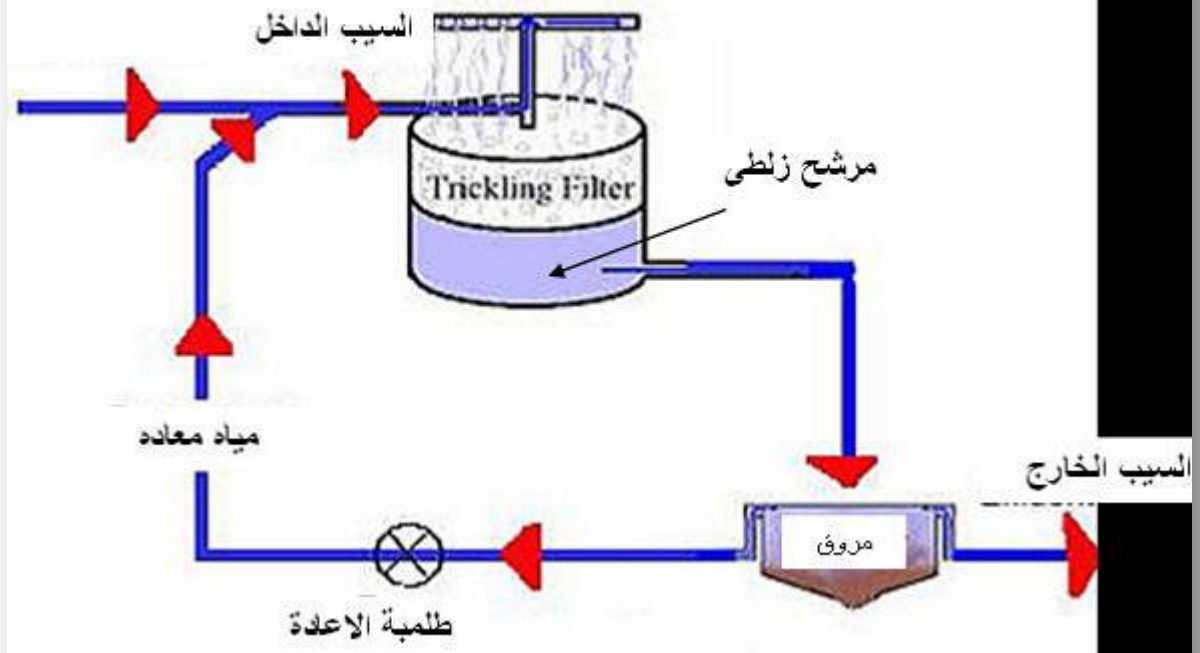 السيب الداخل
مرشح زلطى
Trickling Filter
مياه معاده
السيب الخارج
مروق
طلمبة الاعادة